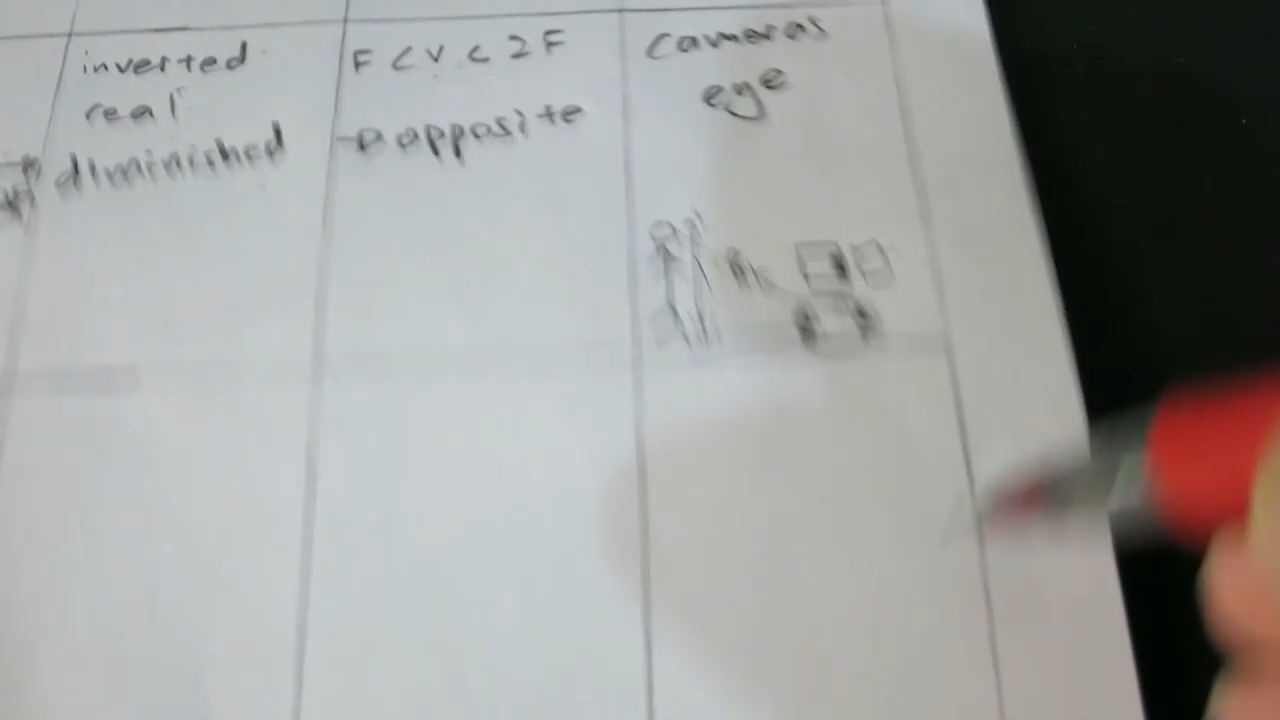 inverted
real
diminished
F < V < 2F
opposite
cameras
eye